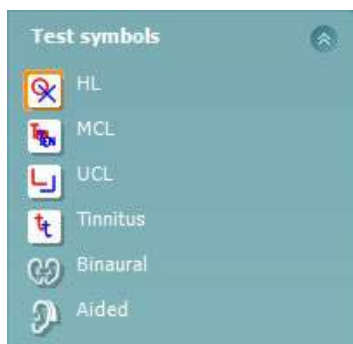 Test symbols
HL
MCL
UCL
Tinnitus
Binaural
Aided